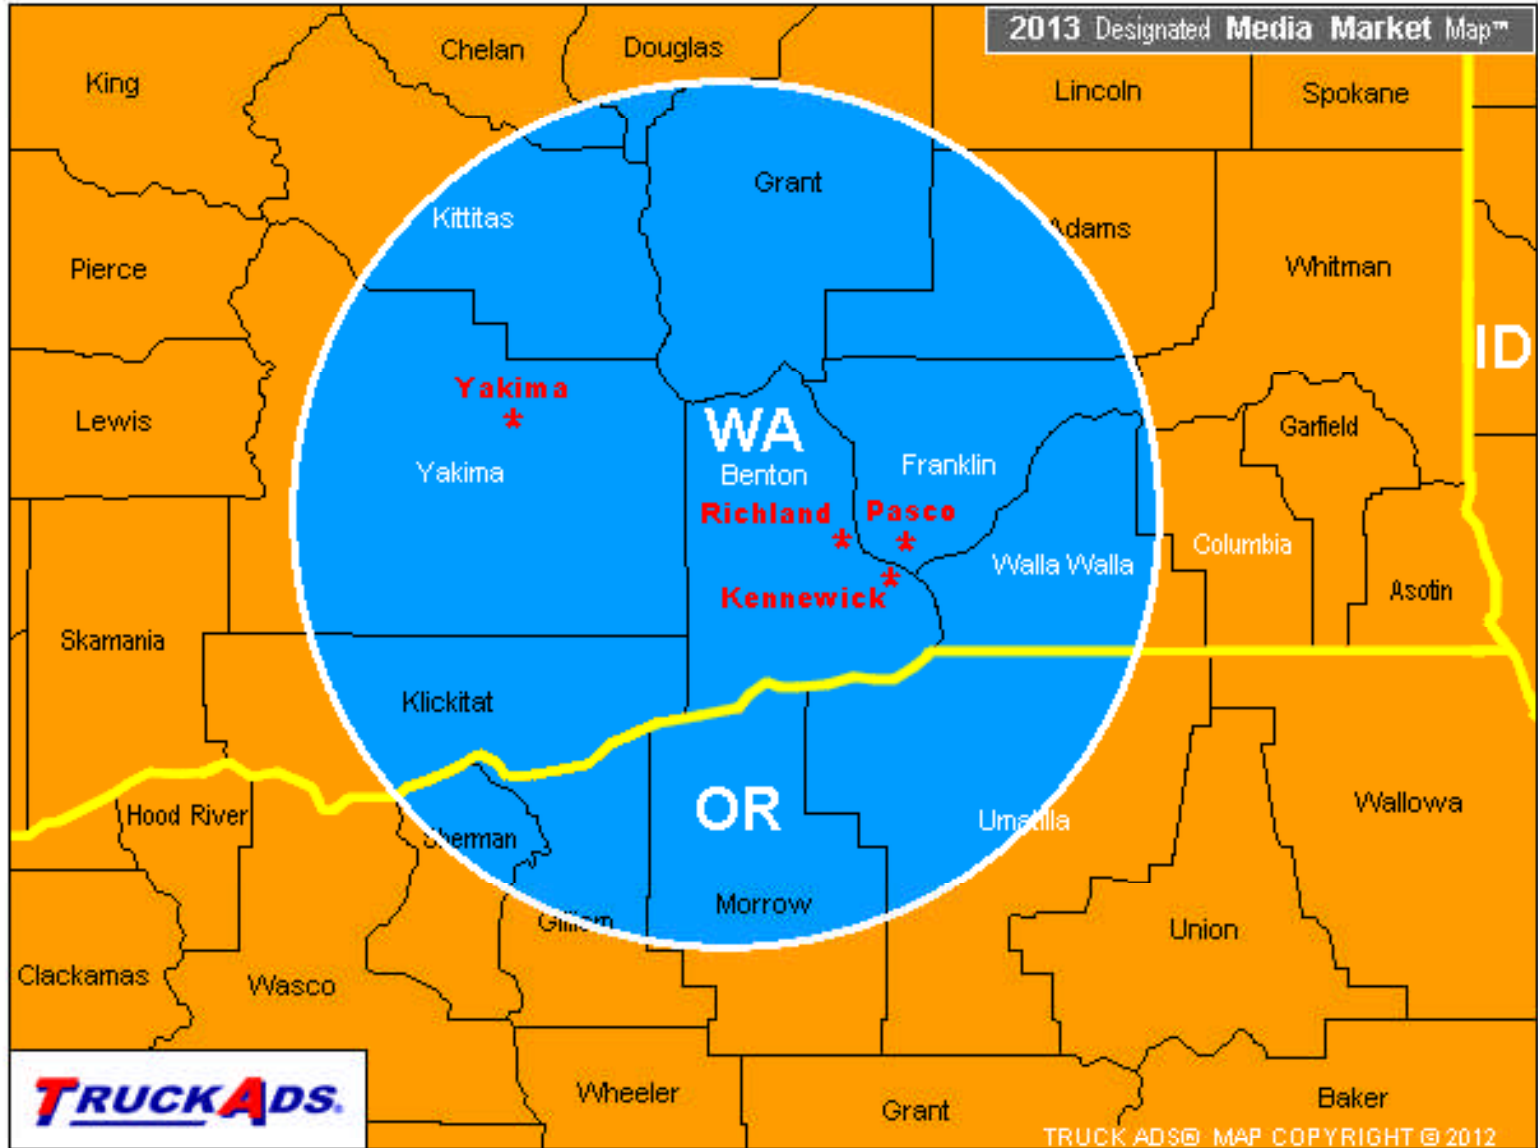 2013 Designated Media Market Map™
Chelan
Douglas
King
Lincoln
Spokane
Grant
Kittitas
Adams
Pierce
Whitman
ID
Yakima
*
Lewis
WA
Garfield
Yakima
Benton
Franklin
Richland
Pasco
*
*
Columbia
Walla Walla
*
Kennewick
Asotin
Skamania
Klickitat
Hood River
OR
Wallowa
Sherman
Umatilla
Morrow
Gilliam
Union
Clackamas
Wasco
TRUCKADS.
Wheeler
Grant
Baker
TRUCK ADS® MAP COPYRIGHT © 2012